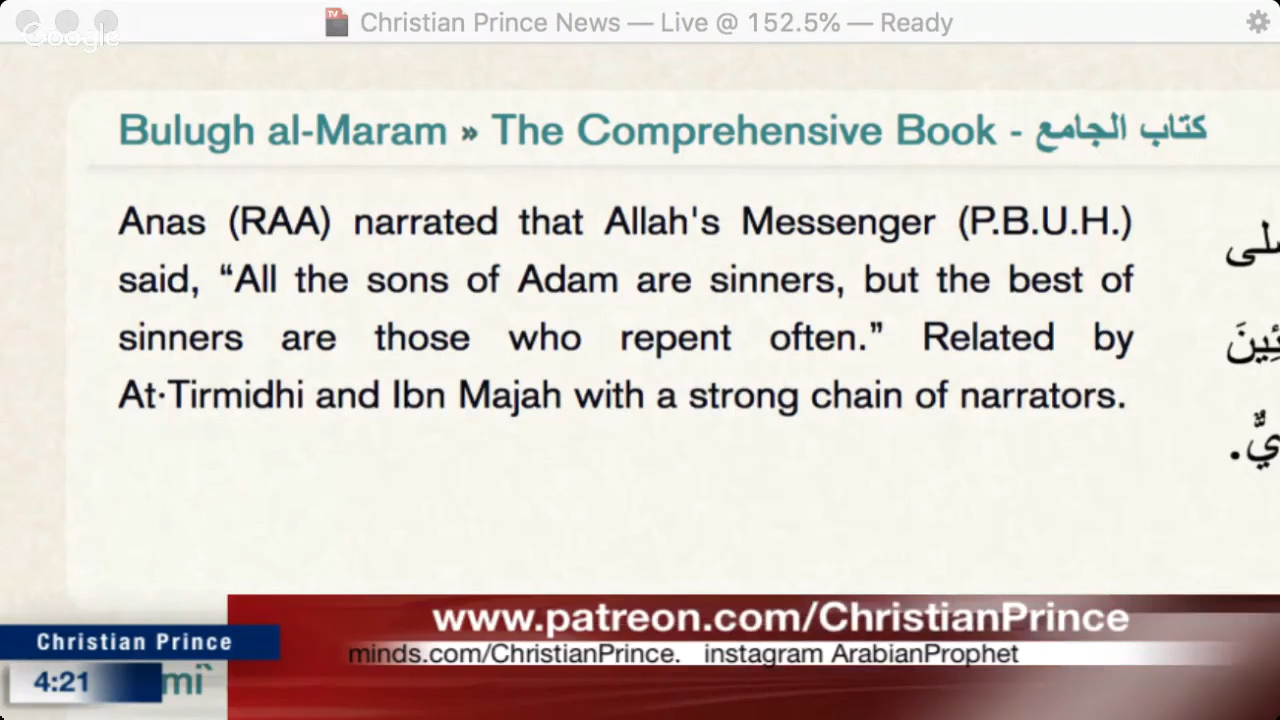 Christian Prince News — Live @ 152.5% — Ready
Google
Bulugh al-Maram » The Comprehensive Book - كتاب الجامع
Anas (RAA) narrated that Allah's Messenger (P.B.U.H.)
said, “All the sons of Adam are sinners, but the best of
sinners are those who repent often.” Related by
At·Tirmidhi and Ibn Majah with a strong chain of narrators.
www.patreon.com/ChristianPrince
Christian Prince
minds.com/ChristianPrince. instagram ArabianProphet
4:21